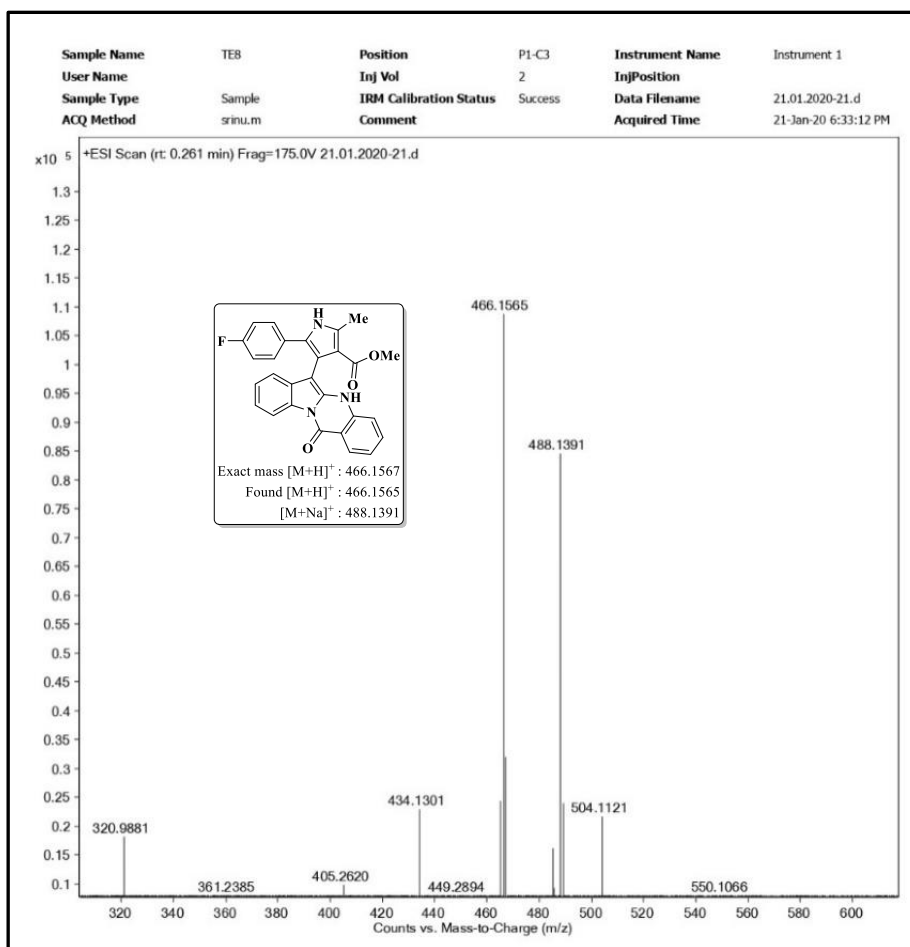 Sample Name TE8 Position P1-C3 Instrument Name Instrument 1
User Name Inj Vol 2 InjPosition
Sample Type Sample IRM Calibration Status Success Data Filename 21.01.2020-21.d
ACQ Method srinu.m Comment Acquired Time 21-Jan-20 6:33:12 PM
x10 5 +ESI Scan (rt: 0.261 min) Frag=175.0V 21.01.2020-21.d
1.3
1.25
1.2
1.15
1.1
1.05
1
0.95
0.9
0.85
0.8
0.75
0.7
0.65
0.6
0.55
0.5
0.45
0.4
0.35
0.3
0.25
0.2
0.15
0.1
466.1565
488.1391
504.1121
434.1301
320.9881
405.2620
361.2385
449.2894
550.1066
H
N
Me
F
OMe
O
NH
N
O
Exact mass [M+H]+ : 466.1567
Found [M+H]+ : 466.1565
[M+Na]+ : 488.1391
320 340 360 380 400 420 440 460 480 500 520 540 560 580 600
Counts vs. Mass-to-Charge (m/z)